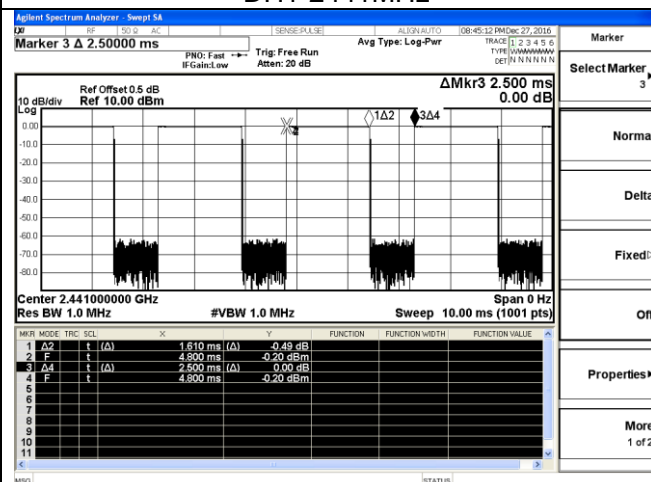 Agilent Spectrum Analyzer - Swept SA
LXI RF 50 Ω AC SENSE:PULSE ALIGN AUTO 08:45:12 PM Dec 27, 2016
Marker 3 Δ 2.50000 ms
PNO: Fast
IFGain:Low
Trig: Free Run
Atten: 20 dB
Avg Type: Log-Pwr
TRACE 1 2 3 4 5 6
TYPE WWWWWW
DET N N N N N N
Ref Offset 0.5 dB
10 dB/div Ref 10.00 dBm
Log
ΔMkr3 2.500 ms
0.00 dB
0.00
-10.0
-20.0
-30.0
-40.0
-50.0
-60.0
-70.0
-80.0
1Δ2
3Δ4
Center 2.441000000 GHz Span 0 Hz
Res BW 1.0 MHz #VBW 1.0 MHz Sweep 10.00 ms (1001 pts)
MKR MODE TRC SCL X Y FUNCTION FUNCTION WIDTH FUNCTION VALUE
1 Δ2 t (Δ) 1.610 ms (Δ) -0.49 dB
2 F t 4.800 ms -0.20 dBm
3 Δ4 t (Δ) 2.500 ms (Δ) 0.00 dB
4 F t 4.800 ms -0.20 dBm
5
6
7
8
9
10
11
MSG STATUS
Marker
Select Marker
3
Norma
Delta
Fixed
Off
Properties
More
1 of 2